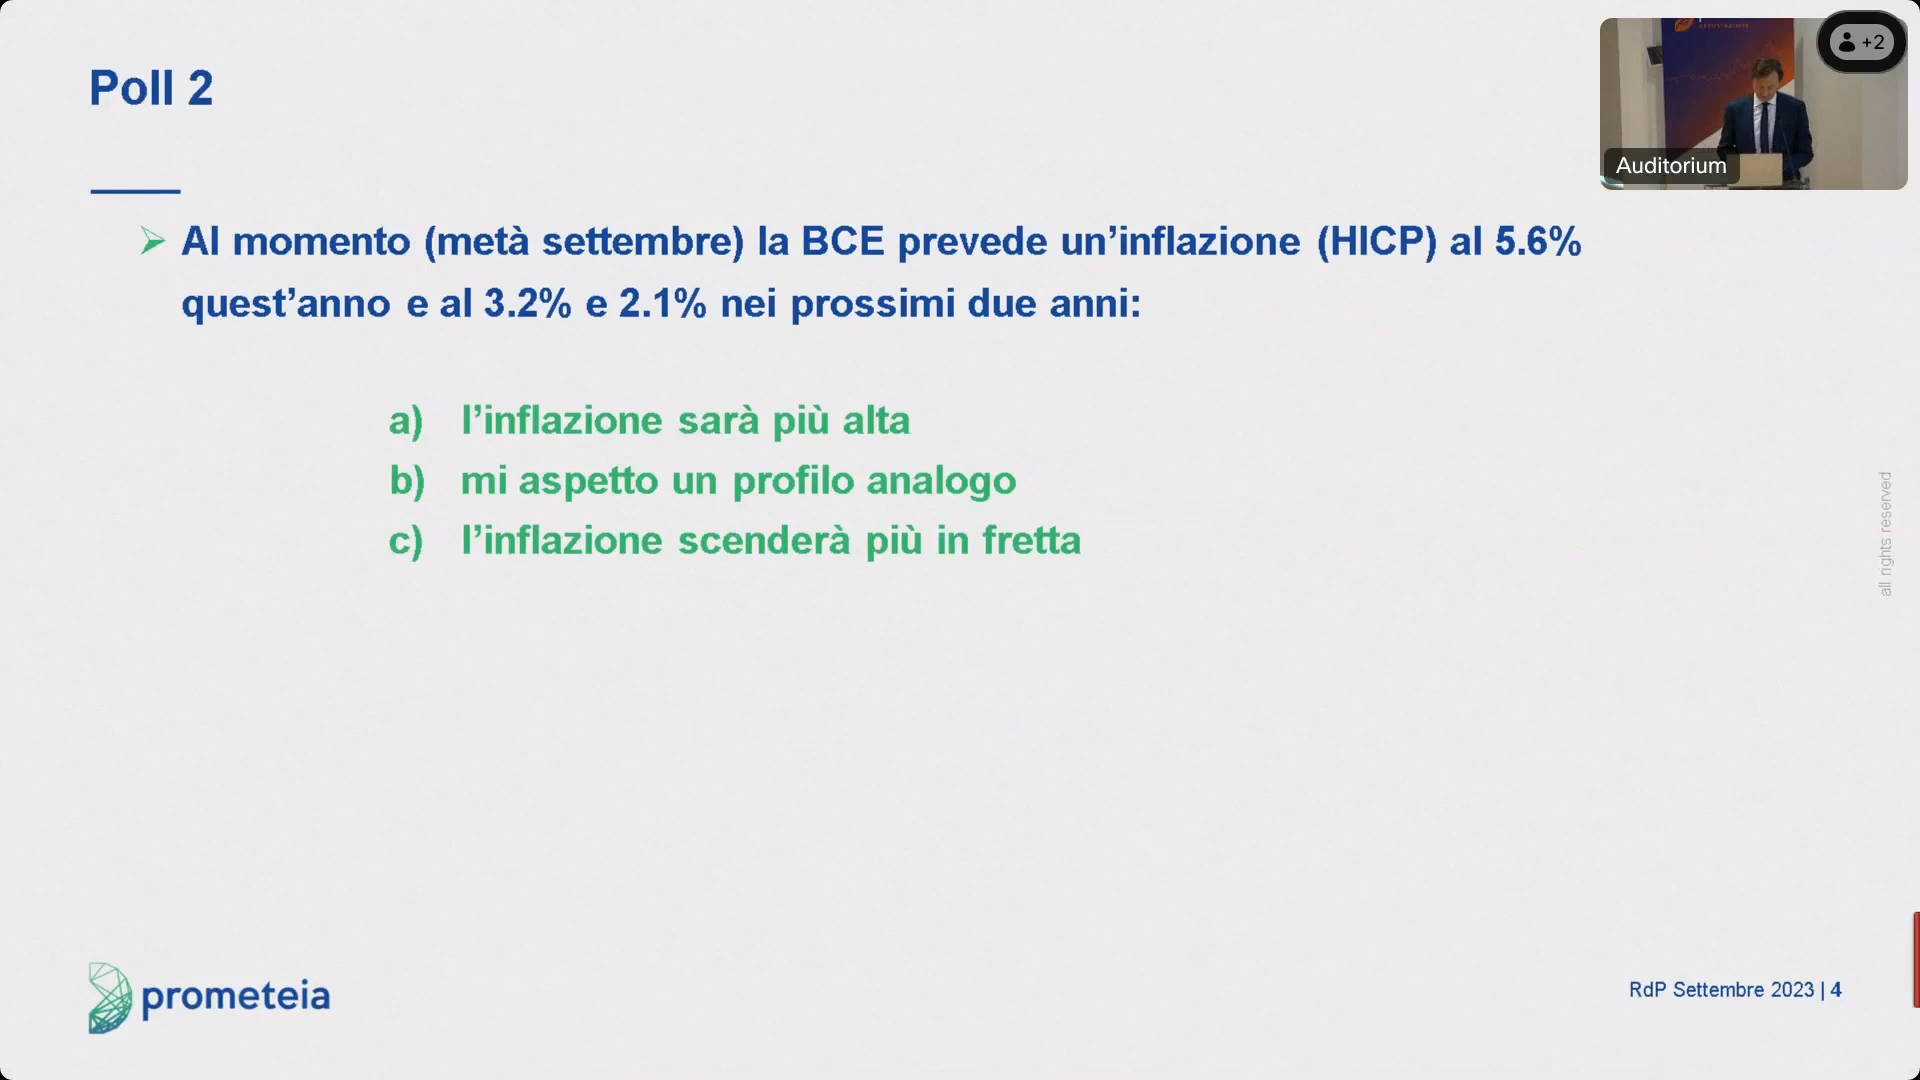 Poll 2
+2
Auditorium
Al momento (metà settembre) la BCE prevede un’inflazione (HICP) al 5.6%
quest’anno e al 3.2% e 2.1% nei prossimi due anni:
a) l’inflazione sarà più alta
b) mi aspetto un profilo analogo
c) l’inflazione scenderà più in fretta
all rights reserved
prometeia
RdP Settembre 2023 | 4